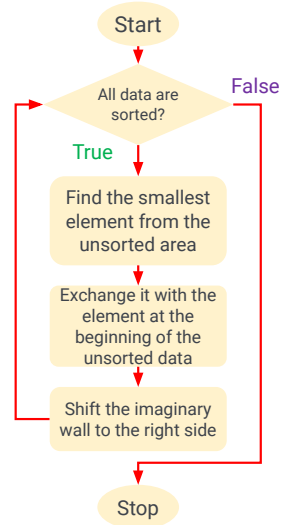 Start
All data are
sorted?
False
True
Find the smallest
element from the
unsorted area
Exchange it with the
element at the
beginning of the
unsorted data
Shift the imaginary
wall to the right side
Stop